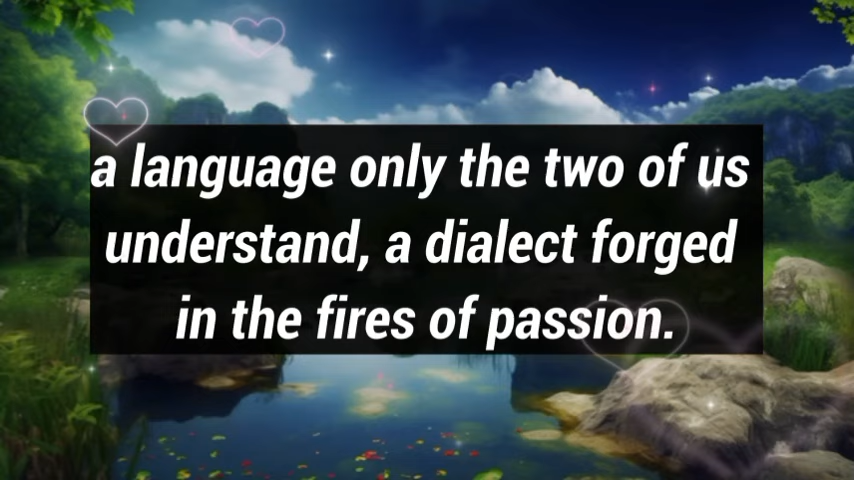 a language only the two of us
understand, a dialect forged
in the fires of passion.